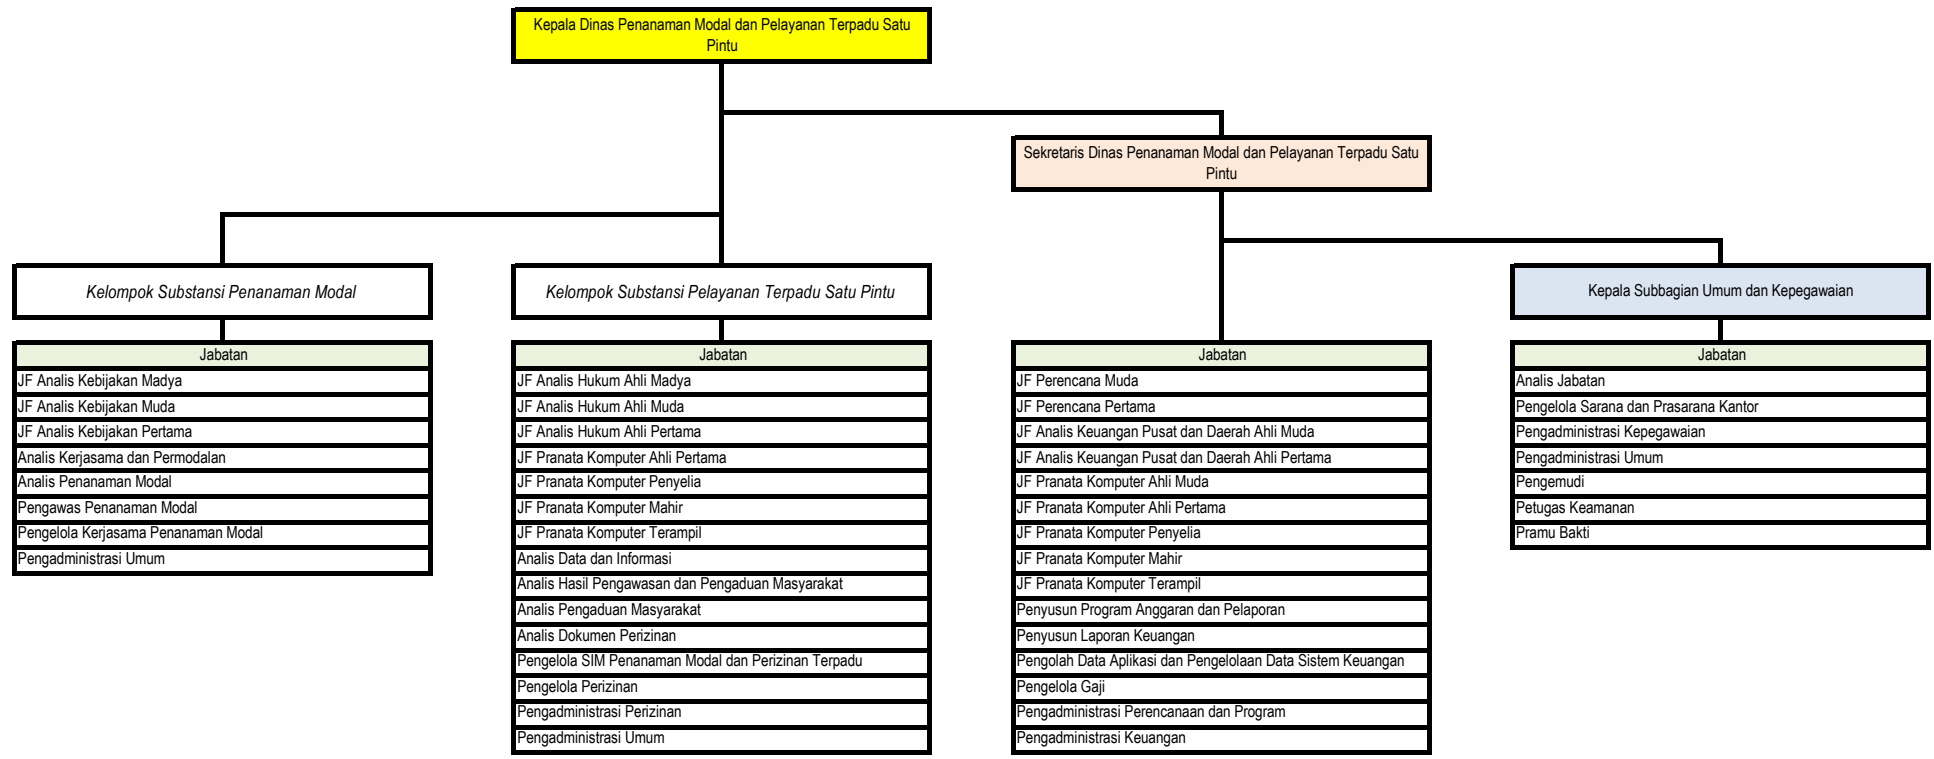 Kepala Dinas Penanaman Modal dan Pelayanan Terpadu Satu
Pintu
Sekretaris Dinas Penanaman Modal dan Pelayanan Terpadu Satu
Pintu
Kelompok Substansi Penanaman Modal
Kelompok Substansi Pelayanan Terpadu Satu Pintu
Kepala Subbagian Umum dan Kepegawaian
Jabatan
JF Analis Kebijakan Madya
JF Analis Kebijakan Muda
JF Analis Kebijakan Pertama
Analis Kerjasama dan Permodalan
Analis Penanaman Modal
Pengawas Penanaman Modal
Pengelola Kerjasama Penanaman Modal
Pengadministrasi Umum
Jabatan
JF Analis Hukum Ahli Madya
JF Analis Hukum Ahli Muda
JF Analis Hukum Ahli Pertama
JF Pranata Komputer Ahli Pertama
JF Pranata Komputer Penyelia
JF Pranata Komputer Mahir
JF Pranata Komputer Terampil
Analis Data dan Informasi
Analis Hasil Pengawasan dan Pengaduan Masyarakat
Analis Pengaduan Masyarakat
Analis Dokumen Perizinan
Pengelola SIM Penanaman Modal dan Perizinan Terpadu
Pengelola Perizinan
Pengadministrasi Perizinan
Pengadministrasi Umum
Jabatan
JF Perencana Muda
JF Perencana Pertama
JF Analis Keuangan Pusat dan Daerah Ahli Muda
JF Analis Keuangan Pusat dan Daerah Ahli Pertama
JF Pranata Komputer Ahli Muda
JF Pranata Komputer Ahli Pertama
JF Pranata Komputer Penyelia
JF Pranata Komputer Mahir
JF Pranata Komputer Terampil
Penyusun Program Anggaran dan Pelaporan
Penyusun Laporan Keuangan
Pengolah Data Aplikasi dan Pengelolaan Data Sistem Keuangan
Pengelola Gaji
Pengadministrasi Perencanaan dan Program
Pengadministrasi Keuangan
Jabatan
Analis Jabatan
Pengelola Sarana dan Prasarana Kantor
Pengadministrasi Kepegawaian
Pengadministrasi Umum
Pengemudi
Petugas Keamanan
Pramu Bakti